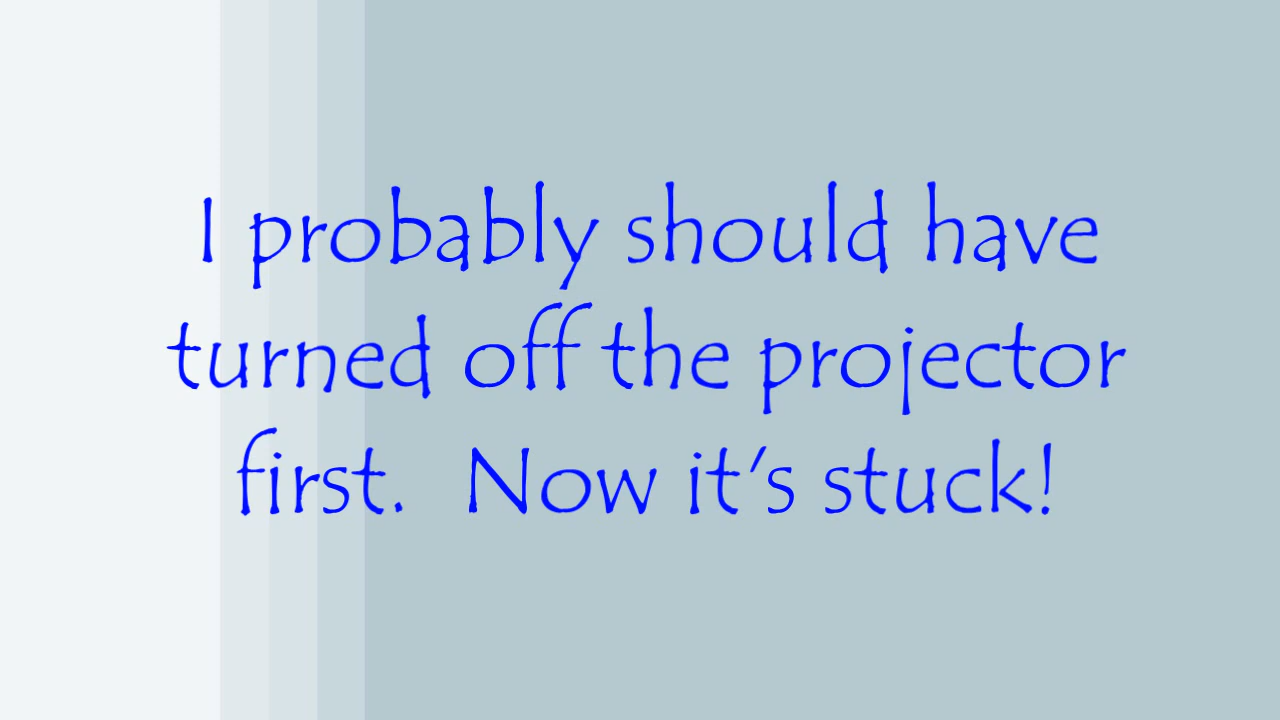 I probably should have
turned off the projector
first.  Now it's stuck!